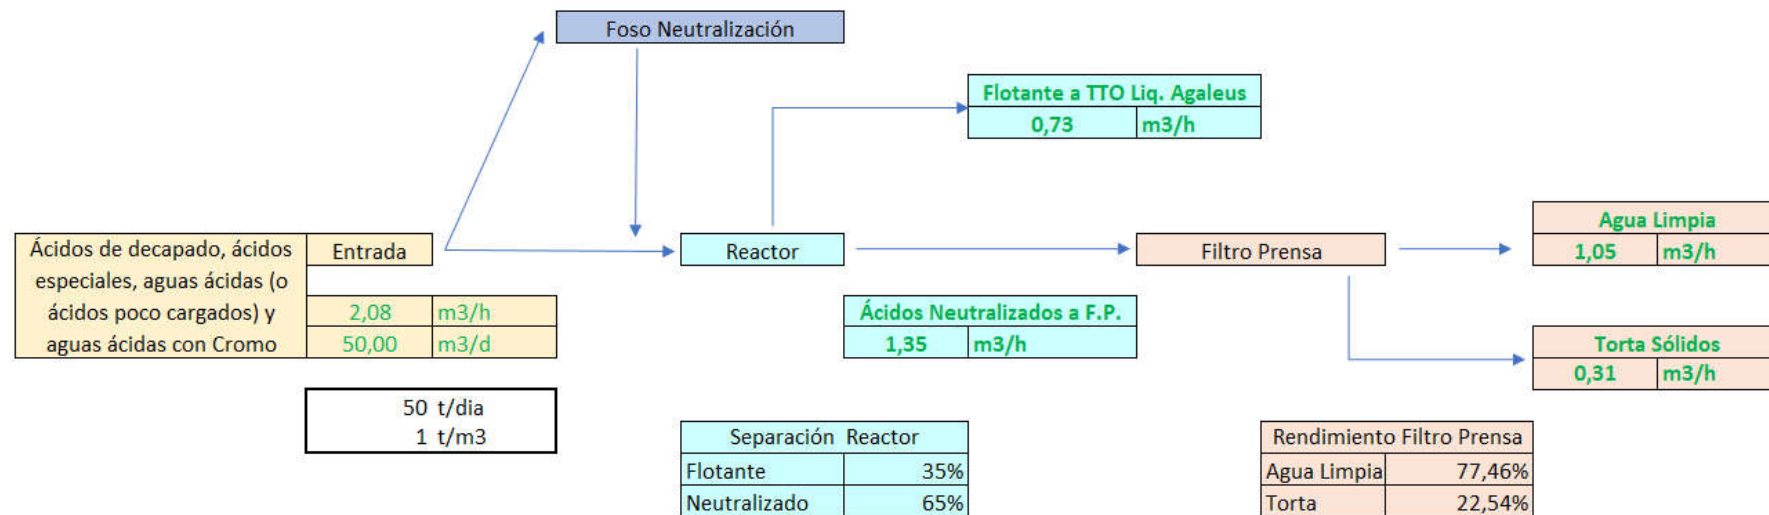 Foso Neutralización
Flotante a TTO Liq. Agaleus
0,73 m3/h
Ácidos de decapado, ácidos
especiales, aguas ácidas (o
ácidos poco cargados) y
aguas ácidas con Cromo
Entrada
2,08 m3/h
50,00 m3/d
50 t/dia
1 t/m3
Reactor
Ácidos Neutralizados a F.P.
1,35 m3/h
Filtro Prensa
Agua Limpia
1,05 m3/h
Torta Sólidos
0,31 m3/h
Separación Reactor
Flotante 35%
Neutralizado 65%
Rendimiento Filtro Prensa
Agua Limpia 77,46%
Torta 22,54%